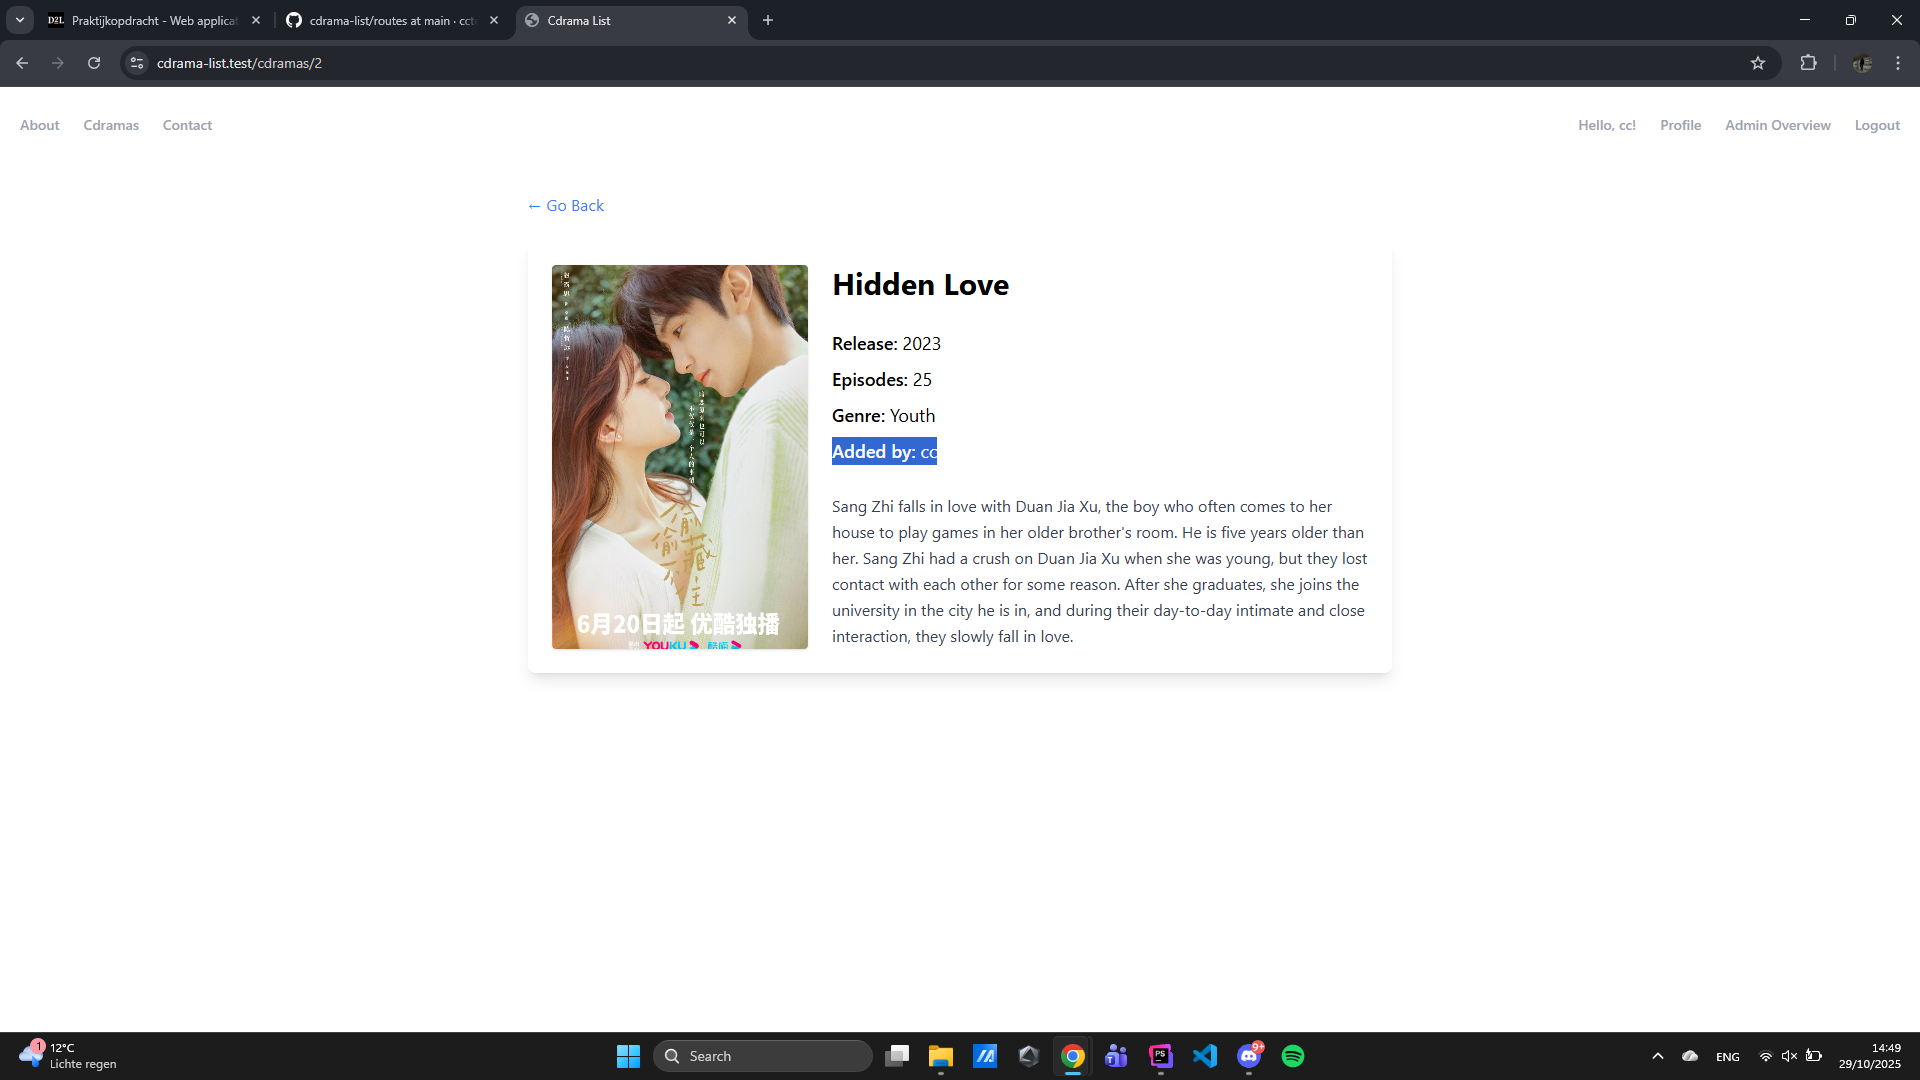 Praktijkopdracht - Web applicat
cdrama-list/routes at main · cct
Cdrama List
cdrama-list.test/cdramas/2
About
Cdramas
Contact
Hello, cc!
Profile
Admin Overview
Logout
← Go Back
Hidden Love
Release: 2023
Episodes: 25
Genre: Youth
Added by: cc
Sang Zhi falls in love with Duan Jia Xu, the boy who often comes to her
house to play games in her older brother's room. He is five years older than
her. Sang Zhi had a crush on Duan Jia Xu when she was young, but they lost
contact with each other for some reason. After she graduates, she joins the
university in the city he is in, and during their day-to-day intimate and close
interaction, they slowly fall in love.
偷偷藏不住
6月20日起 优酷独播
YOUKU
1
12°C
Lichte regen
Search
9+
ENG
14:49
29/10/2025